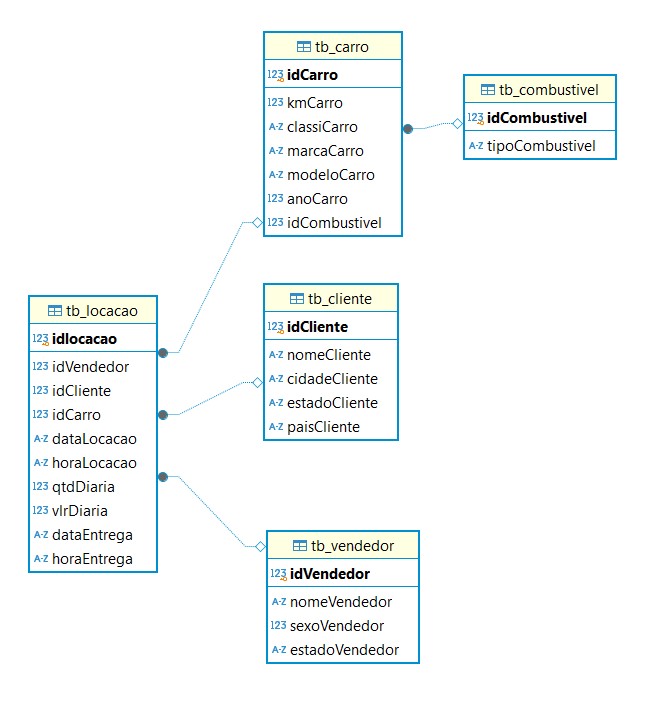 tb_carro
123 idCarro
123 kmCarro
A-Z classiCarro
A-Z marcaCarro
A-Z modeloCarro
123 anoCarro
123 idCombustivel
tb_combustivel
123 idCombustivel
A-Z tipoCombustivel
tb_locacao
123 idlocacao
123 idVendedor
123 idCliente
123 idCarro
A-Z dataLocacao
A-Z horaLocacao
123 qtdDiaria
123 vlrDiaria
A-Z dataEntrega
A-Z horaEntrega
tb_cliente
123 idCliente
A-Z nomeCliente
A-Z cidadeCliente
A-Z estadoCliente
A-Z paisCliente
tb_vendedor
123 idVendedor
A-Z nomeVendedor
123 sexoVendedor
A-Z estadoVendedor